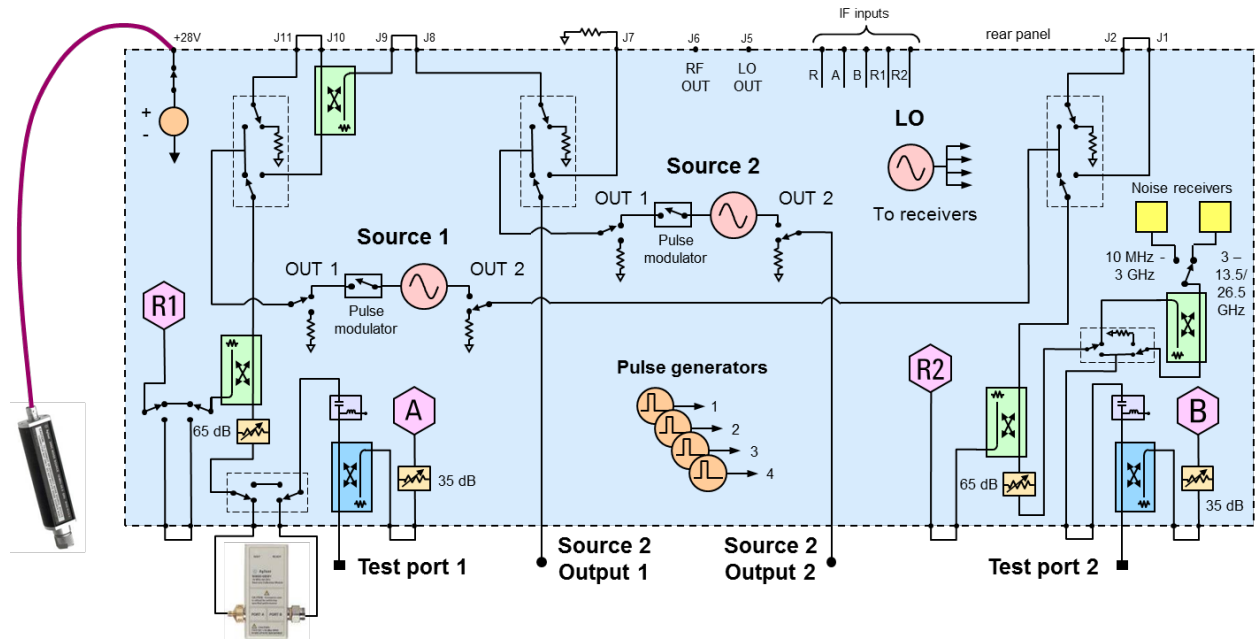 +28V
J11
J10
J9
J8
J7
J6
J5
IF inputs
rear panel
J2
J1
RF
OUT
LO
OUT
R
A
B
R1
R2
+
-
LO
To receivers
Source 2
OUT 1
OUT 2
Pulse
modulator
Noise receivers
10 MHz -
3 GHz
3 –
13.5/
26.5
GHz
Source 1
OUT 1
OUT 2
Pulse
modulator
R1
65 dB
A
35 dB
Pulse generators
1
2
3
4
R2
65 dB
B
35 dB
Test port 1
Source 2
Output 1
Source 2
Output 2
Test port 2
Agilent